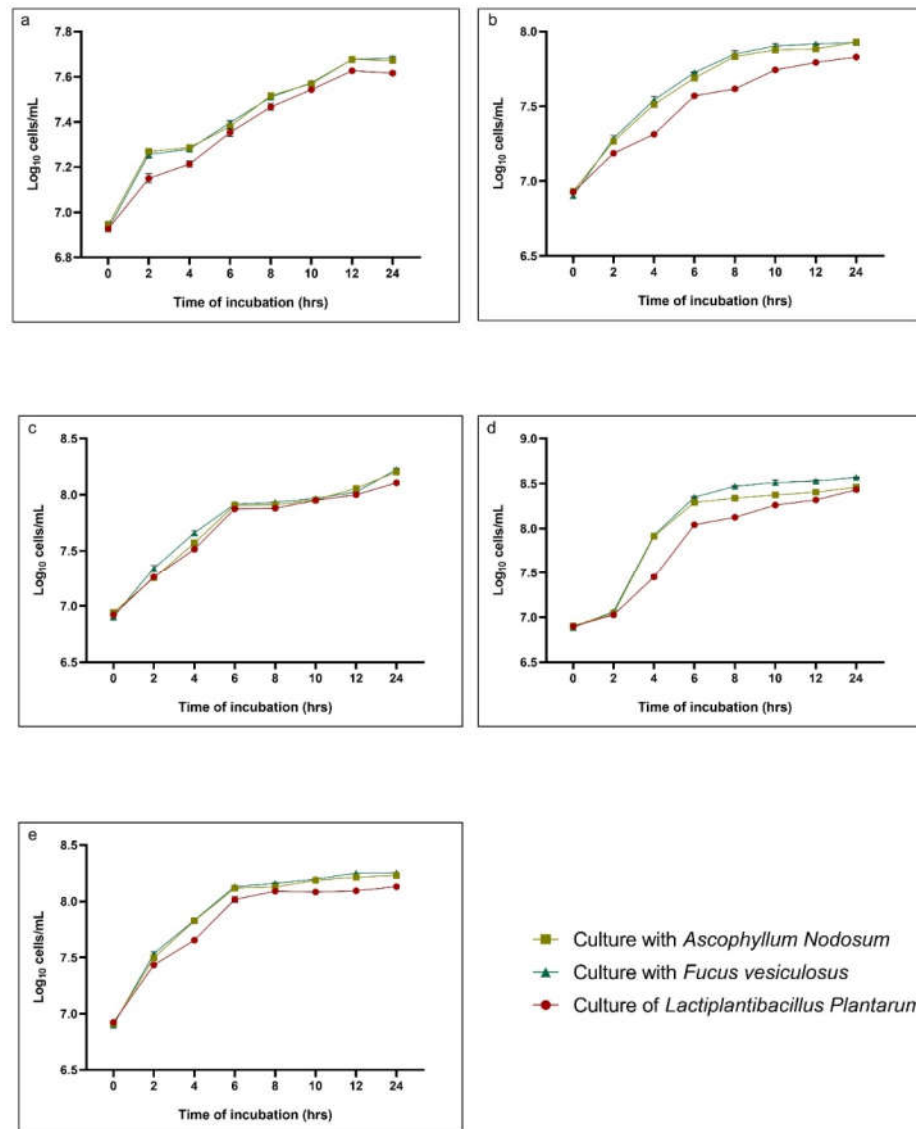 a
7.8
7.6
7.4
7.2
7.0
6.8
Log10 cells/mL
0 2 4 6 8 10 12 24
Time of incubation (hrs)
b
8.0
7.5
7.0
6.5
Log10 cells/mL
0 2 4 6 8 10 12 24
Time of incubation (hrs)
c
8.5
8.0
7.5
7.0
6.5
Log10 cells/mL
0 2 4 6 8 10 12 24
Time of incubation (hrs)
d
9.0
8.5
8.0
7.5
7.0
6.5
Log10 cells/mL
0 2 4 6 8 10 12 24
Time of incubation (hrs)
e
8.5
8.0
7.5
7.0
6.5
Log10 cells/mL
0 2 4 6 8 10 12 24
Time of incubation (hrs)
Culture with Ascophyllum Nodosum
Culture with Fucus vesiculosus
Culture of Lactiplantibacillus Plantarum